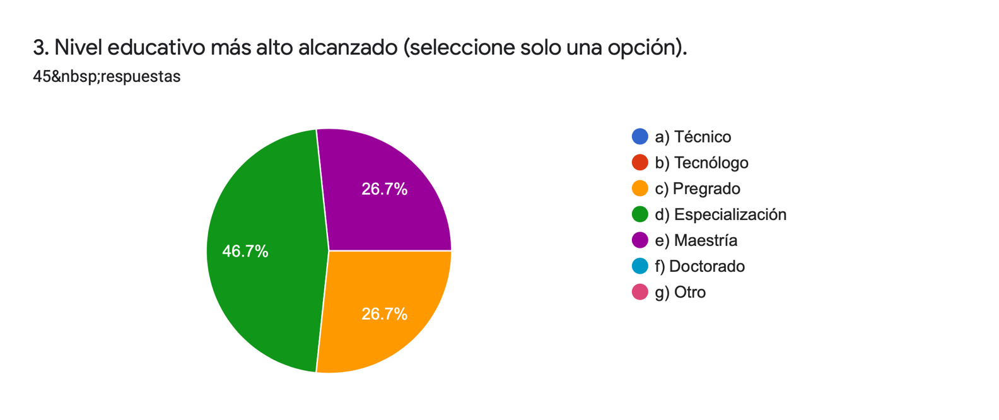 3. Nivel educativo más alto alcanzado (seleccione solo una opción).
45&nbsp;respuestas
26.7%
46.7%
26.7%
a) Técnico
b) Tecnólogo
c) Pregrado
d) Especialización
e) Maestría
f) Doctorado
g) Otro